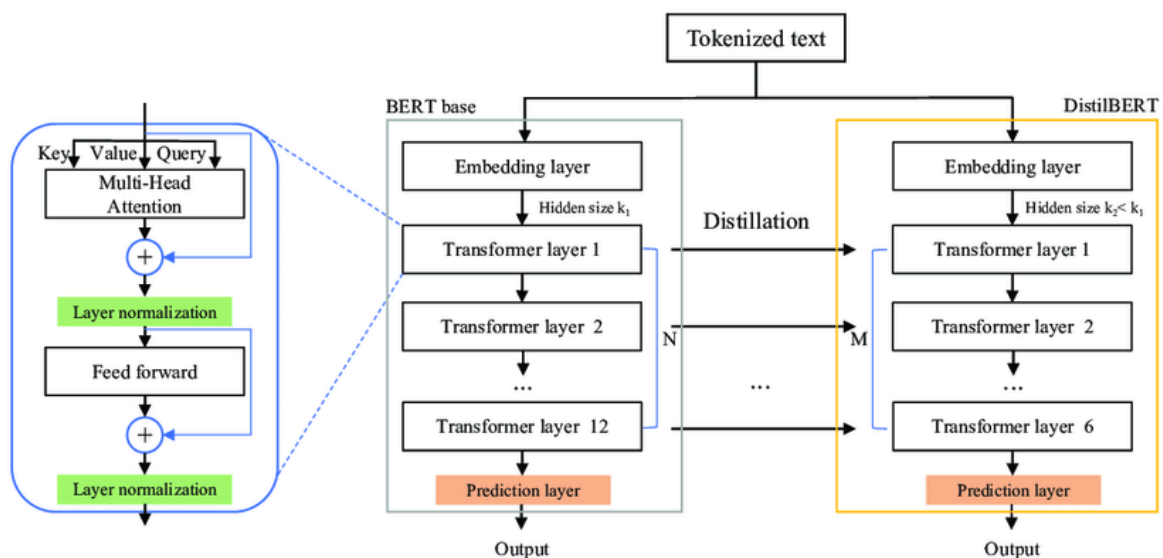 Tokenized text
BERT base
DistilBERT
Key Value Query
Multi-Head
Attention
+
Layer normalization
Feed forward
+
Layer normalization
Embedding layer
Hidden size k₁
Transformer layer 1
Transformer layer 2
...
Transformer layer 12
N
Prediction layer
Output
Distillation
...
Embedding layer
Hidden size k₂< k₁
Transformer layer 1
Transformer layer 2
...
Transformer layer 6
M
Prediction layer
Output